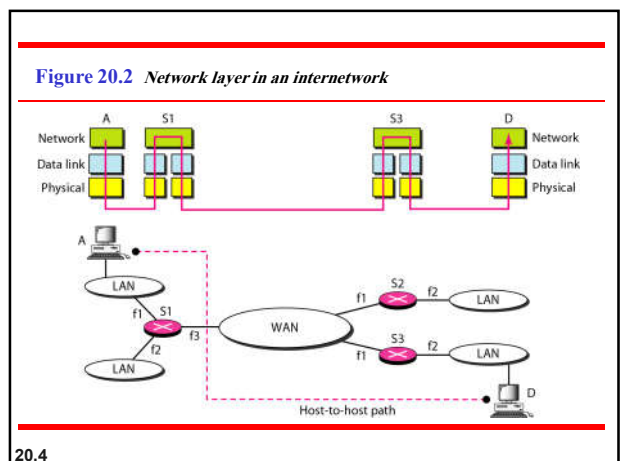 Figure 20.2 Network layer in an internetwork
A S1 S3 D
Network Network
Data link Data link
Physical Physical
A
LAN
f1 S1
f2 f3
LAN
WAN
S2
f1 f2 LAN
S3
f1 f2 LAN
D
Host-to-host path
20.4